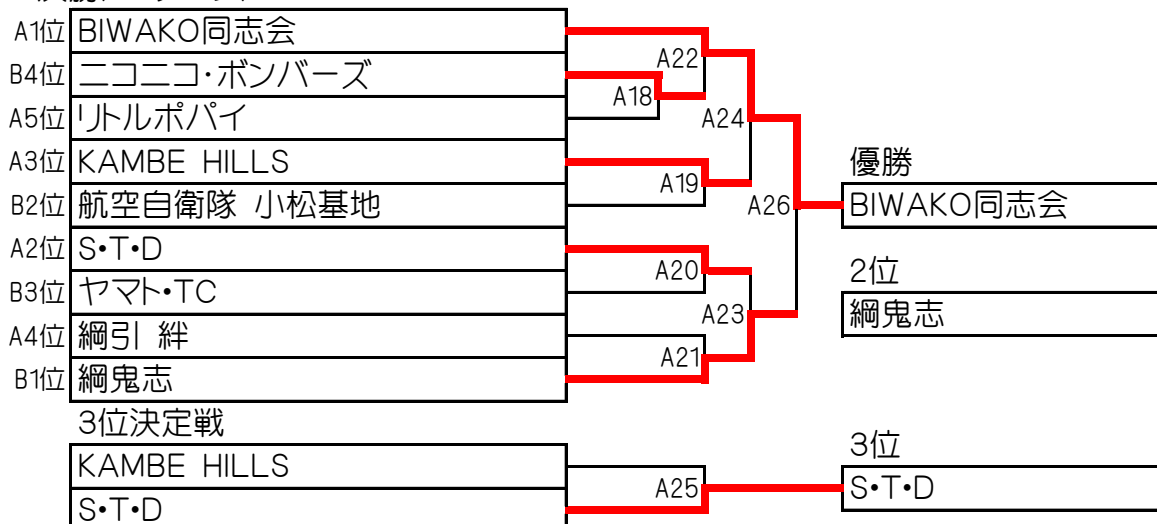 A1位 BIWAKO同志会
B4位 ニコニコ・ボンバーズ
A5位 リトルポパイ
A3位 KAMBE HILLS
B2位 航空自衛隊 小松基地
A2位 S・T・D
B3位 ヤマト・TC
A4位 綱引 絆
B1位 綱鬼志
A22
A18
A24
A19
A26
A20
A23
A21
優勝
BIWAKO同志会
2位
綱鬼志
3位決定戦
KAMBE HILLS
S・T・D
A25
3位
S・T・D